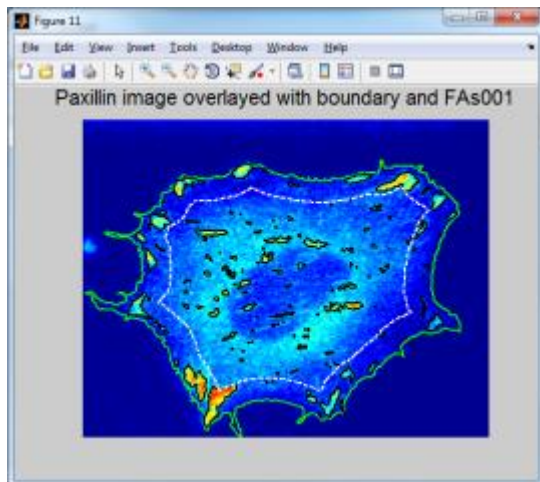 Figure 11
File Edit View Insert Tools Desktop Window Help
Paxillin image overlayed with boundary and FAs001